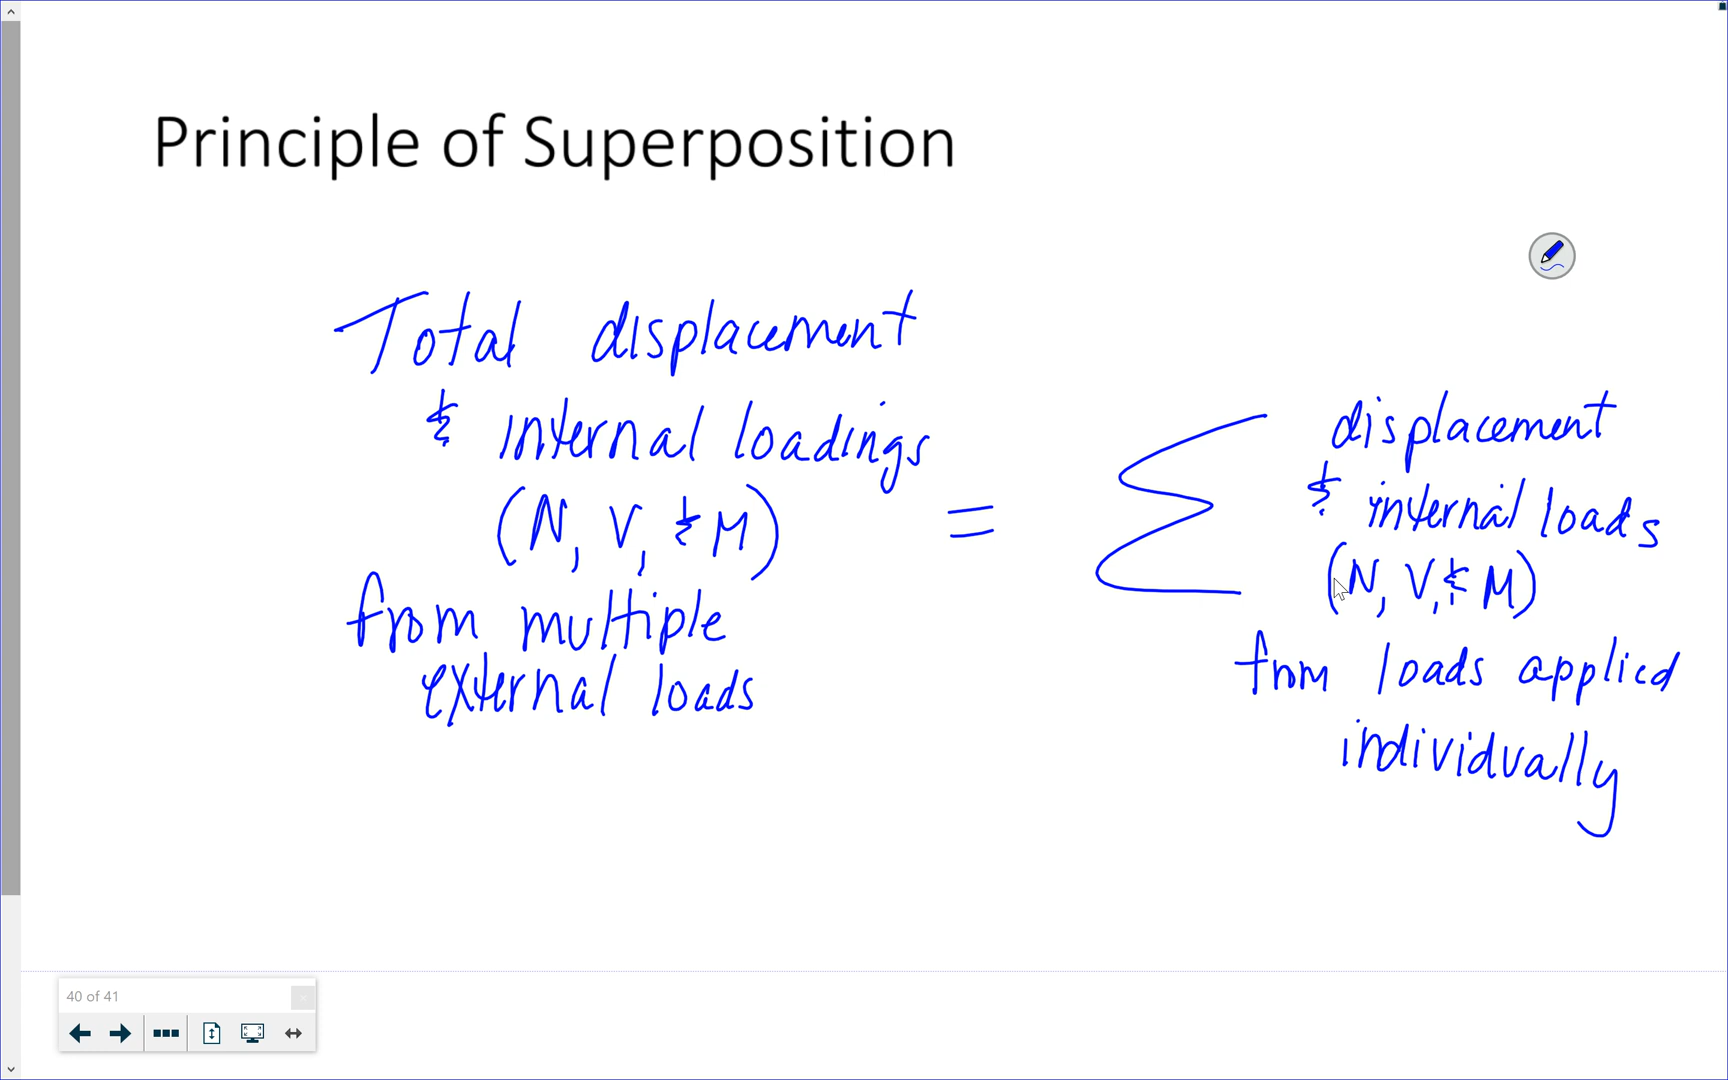 Principle of Superposition
Total displacement
& internal loadings
(N, V, & M)
from multiple
external loads
=
Σ
displacement
& internal loads
(N, V, & M)
from loads applied
individually
40 of 41